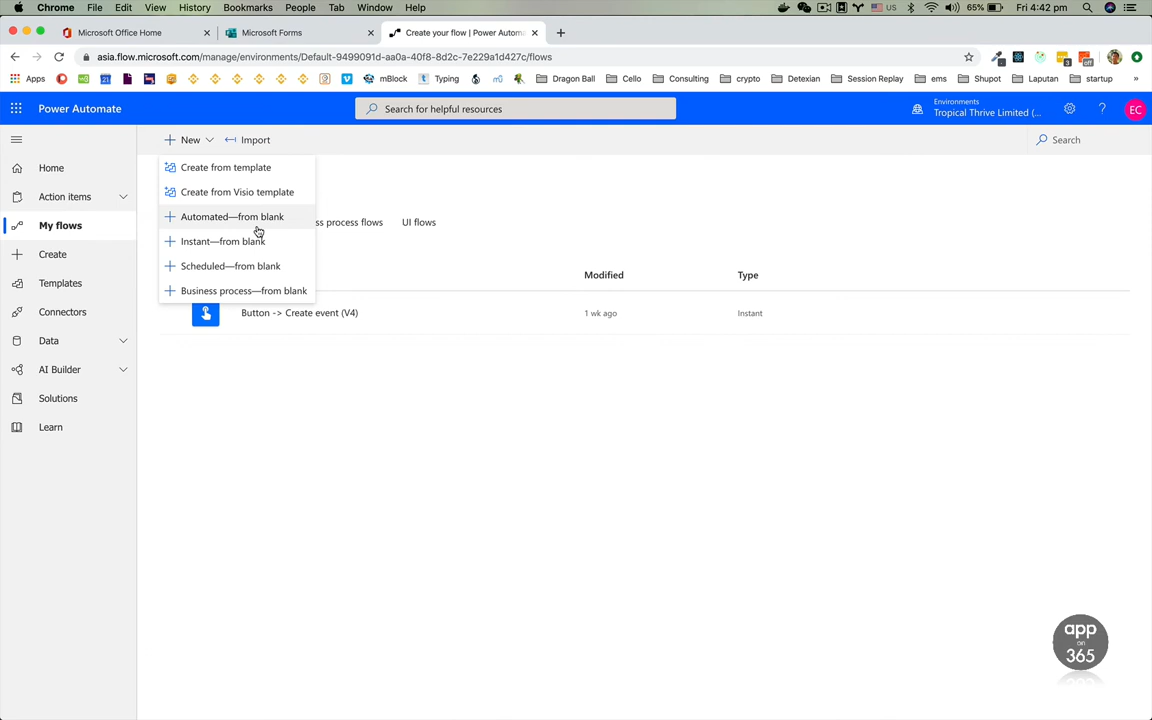 Chrome File Edit View History Bookmarks People Tab Window Help US 65% Fri 4:42 pm
Microsoft Office Home Microsoft Forms Create your flow | Power Automa
asia.flow.microsoft.com/manage/environments/Default-9499091d-aa0a-40f8-8d2c-7e229a1d427c/flows
Apps mBlock Typing Dragon Ball Cello Consulting crypto Detexian Session Replay ems Shupot Laputan startup »
Power Automate
Search for helpful resources
Environments
Tropical Thrive Limited (...
EC
New Import
Search
Create from template
Create from Visio template
Automated—from blank
Instant—from blank
Scheduled—from blank
Business process—from blank
Home
Action items
My flows
Create
Templates
Connectors
Data
AI Builder
Solutions
Learn
ss process flows UI flows
Modified Type
Button -> Create event (V4) 1 wk ago Instant
app
on
365